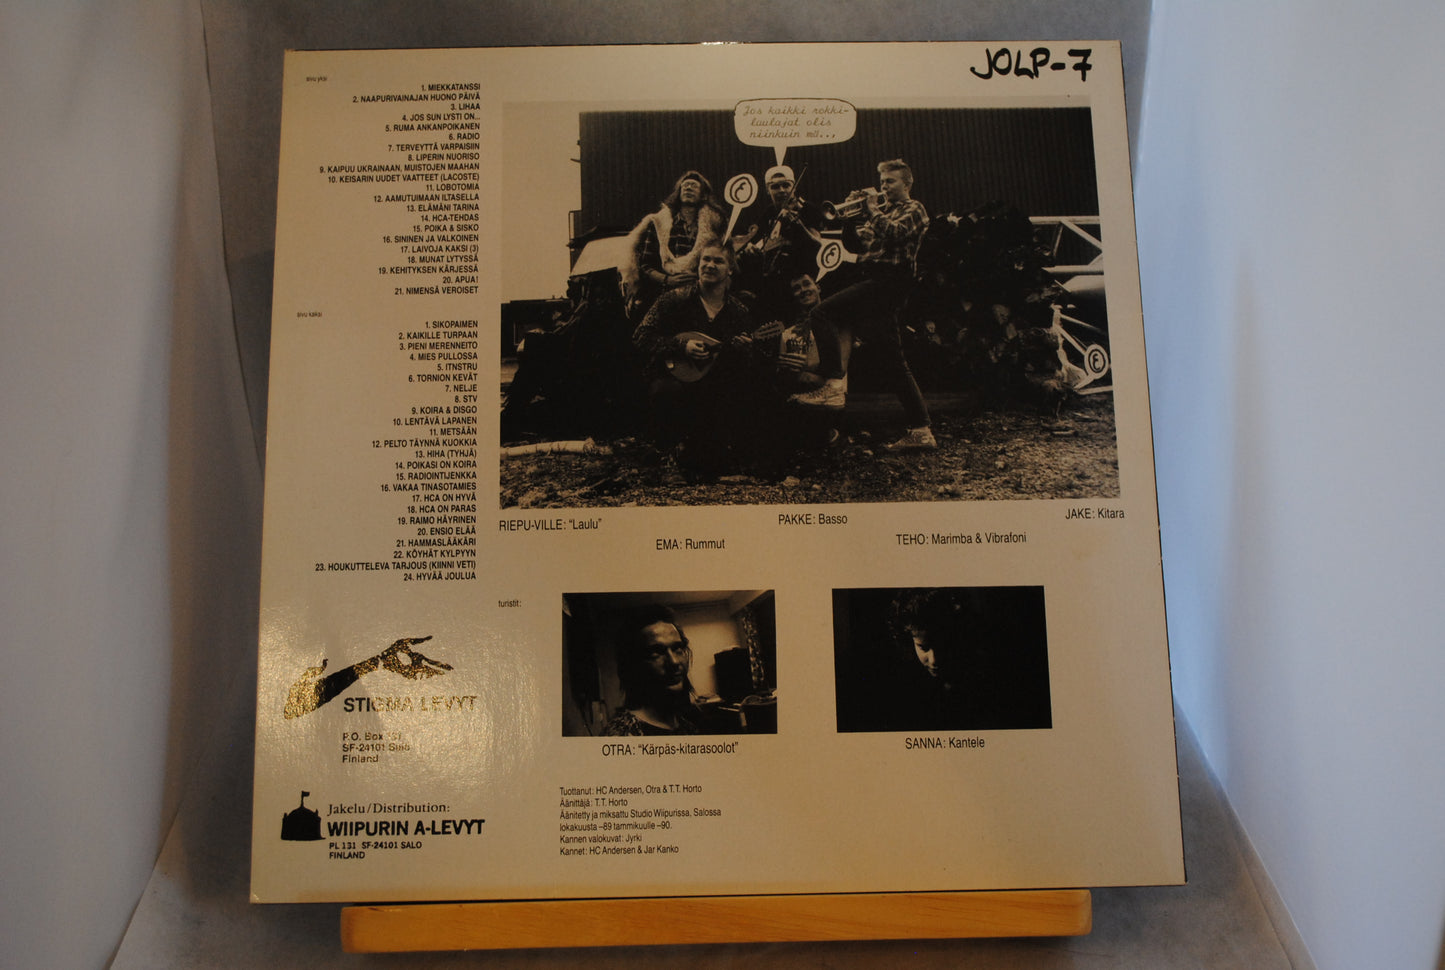 JOLP-7
sivu yksi
1. MIEKKATANSSI
2. NAAPURIVAINAJAN HUONO PÄIVÄ
3. LIHAA
4. JOS SUN LYSTI ON...
5. RUMA ANKANPOIKANEN
6. RADIO
7. TERVEYTTÄ VARPAISIIN
8. LIPERIN NUORISO
9. KAIPUU UKRAINAAN, MUISTOJEN MAAHAN
10. KEISARIN UUDET VAATTEET (LACOSTE)
11. LOBOTOMIA
12. AAMUTUIMAAN ILTASELLA
13. ELÄMÄNI TARINA
14. HCA-TEHDAS
15. POIKA & SISKO
16. SININEN JA VALKOINEN
17. LAIVOJA KAKSI (3)
18. MUNAT LYTYSSÄ
19. KEHITYKSEN KÄRJESSÄ
20. APUA!
21. NIMENSÄ VEROISET
sivu kaksi
1. SIKOPAIMEN
2. KAIKILLE TURPAAN
3. PIENI MERENNEITO
4. MIES PULLOSSA
5. ITNSTRU
6. TORNION KEVÄT
7. NELJE
8. STV
9. KOIRA & DISGO
10. LENTÄVÄ LAPANEN
11. METSÄÄN
12. PELTO TÄYNNÄ KUOKKIA
13. HIHA (TYHJÄ)
14. POIKASI ON KOIRA
15. RADIOINTIJENKKA
16. VAKAA TINASOTAMIES
17. HCA ON HYVÄ
18. HCA ON PARAS
19. RAIMO HÄYRINEN
20. ENSIO ELÄÄ
21. HAMMASLÄÄKÄRI
22. KÖYHÄT KYLPYYN
23. HOUKUTTELEVA TARJOUS (KIINNI VETI)
24. HYVÄÄ JOULUA
Jos kaikki rokki-
laulajat olis
niinkuin mä...
RIEPU-VILLE: "Laulu"
EMA: Rummut
PAKKE: Basso
TEHO: Marimba & Vibrafoni
JAKE: Kitara
turistit:
OTRA: "Kärpäs-kitarasoolot"
SANNA: Kantele
STIGMA LEVYT
P.O. Box 131
SF-24101 Salo
Finland
Jakelu/Distribution:
WIIPURIN A-LEVYT
PL 131 SF-24101 SALO
FINLAND
Tuottanut: HC Andersen, Otra & T.T. Horto
Äänittäjä: T.T. Horto
Äänitetty ja miksattu Studio Wiipurissa, Salossa
lokakuusta –89 tammikuulle –90.
Kannen valokuvat: Jyrki
Kannet: HC Andersen & Jar Kanko